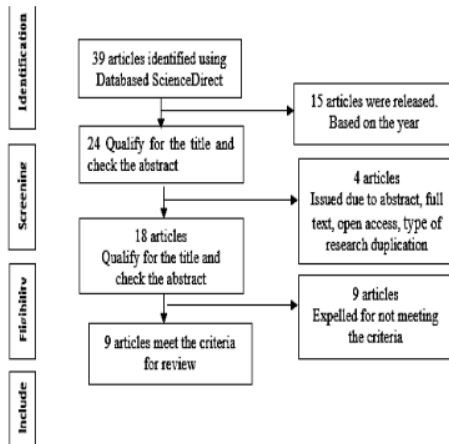 Identification
39 articles identified using
Databased ScienceDirect
15 articles were released.
Based on the year
24 Qualify for the title and
check the abstract
Screening
4 articles
Issued due to abstract, full
text, open access, type of
research duplication
18 articles
Qualify for the title and
check the abstract
Eligibility
9 articles
Expelled for not meeting
the criteria
9 articles meet the criteria
for review
Include